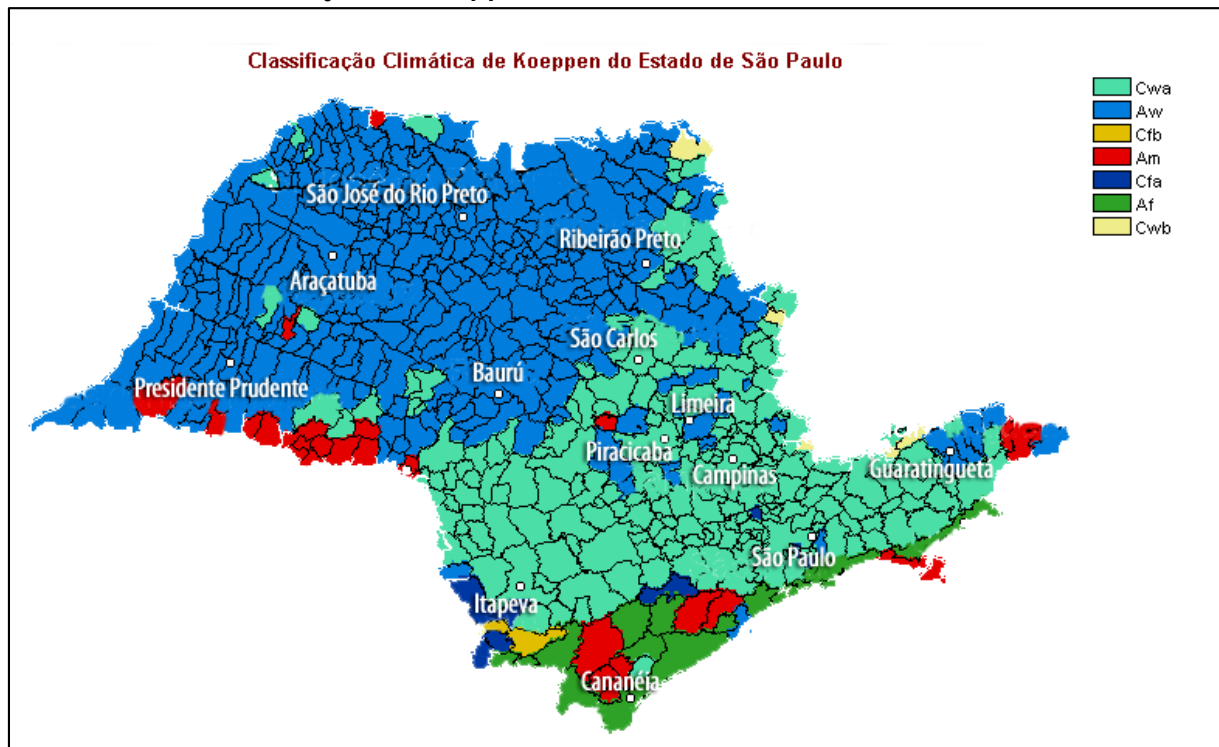 Classificação Climática de Koeppen do Estado de São Paulo
Cwa
Aw
Cfb
Am
Cfa
Af
Cwb
São José do Rio Preto
Ribeirão Preto
Araçatuba
São Carlos
Presidente Prudente
Baurú
Limeira
Piracicaba
Campinas
Guaratinguetá
São Paulo
Itapeva
Cananéia